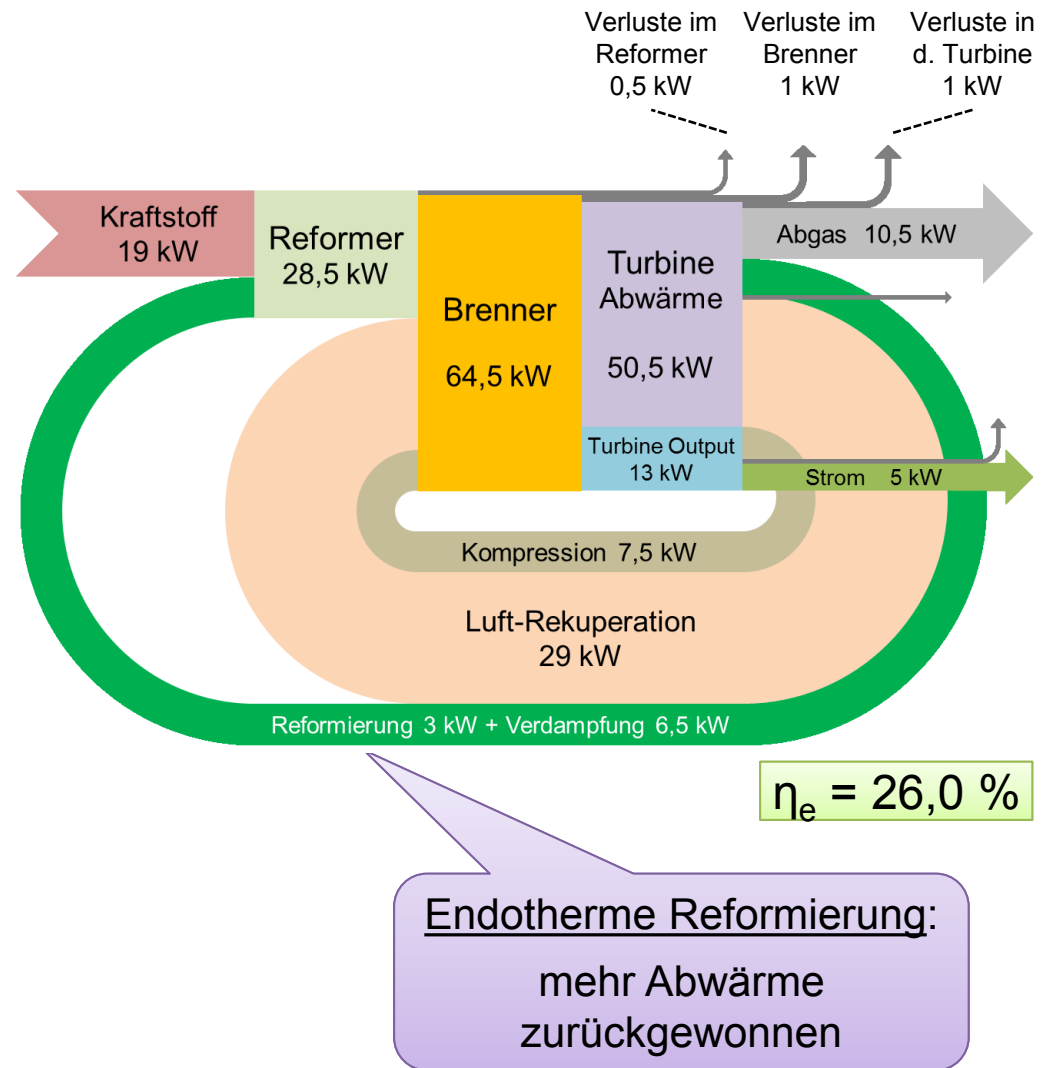 Verluste im
Reformer
0,5 kW
Verluste im
Brenner
1 kW
Verluste in
d. Turbine
1 kW
Kraftstoff
19 kW
Reformer
28,5 kW
Brenner
64,5 kW
Turbine
Abwärme
50,5 kW
Abgas 10,5 kW
Turbine Output
13 kW
Strom 5 kW
Kompression 7,5 kW
Luft-Rekuperation
29 kW
Reformierung 3 kW + Verdampfung 6,5 kW
ηe = 26,0 %
Endotherme Reformierung:
mehr Abwärme
zurückgewonnen